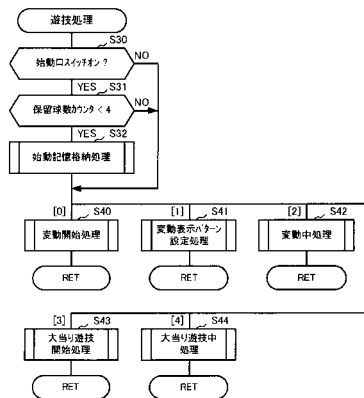 遊技処理
S30
始動口スイッチオン?
NO
YES
S31
保留球数カウンタ<4
NO
YES
S32
始動記憶格納処理
[0] S40
変動開始処理
RET
[1] S41
変動表示パターン
設定処理
RET
[2] S42
変動中処理
RET
[3] S43
大当り遊技
開始処理
RET
[4] S44
大当り遊技中
処理
RET